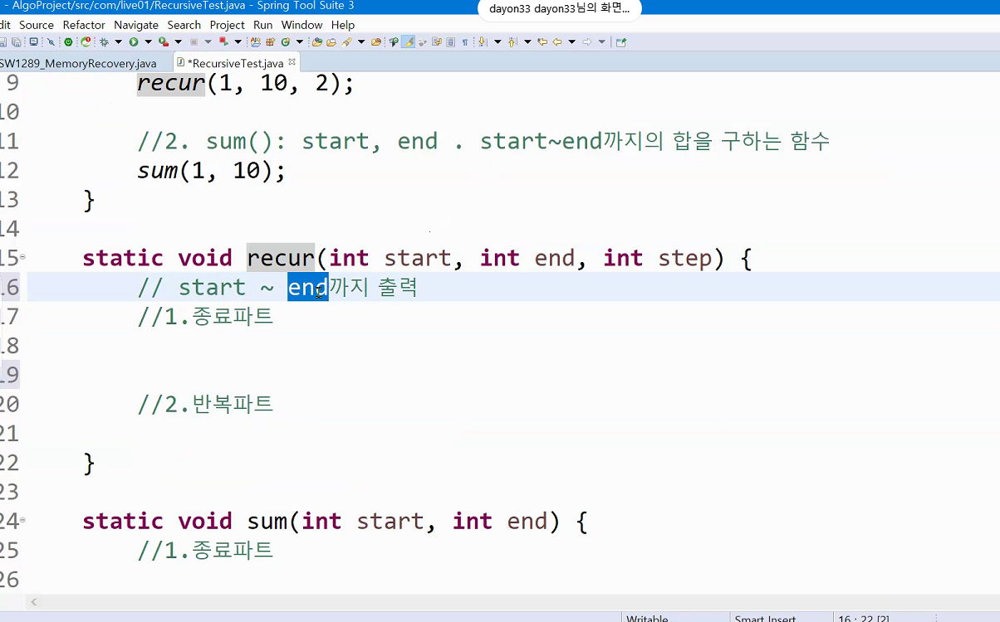 - AlgoProject/src/com/live01/RecursiveTest.java - Spring Tool Suite 3
dayon33 dayon33님의 화면...
dit Source Refactor Navigate Search Project Run Window Help
SW1289_MemoryRecovery.java *RecursiveTest.java
9 recur(1, 10, 2);
10
11 //2. sum(): start, end . start~end까지의 합을 구하는 함수
12 sum(1, 10);
13 }
14
15 static void recur(int start, int end, int step) {
16 // start ~ end까지 출력
17 //1.종료파트
18
19
20 //2.반복파트
21
22 }
23
24 static void sum(int start, int end) {
25 //1.종료파트
26
Writable Smart Insert 16 : 22 [2]